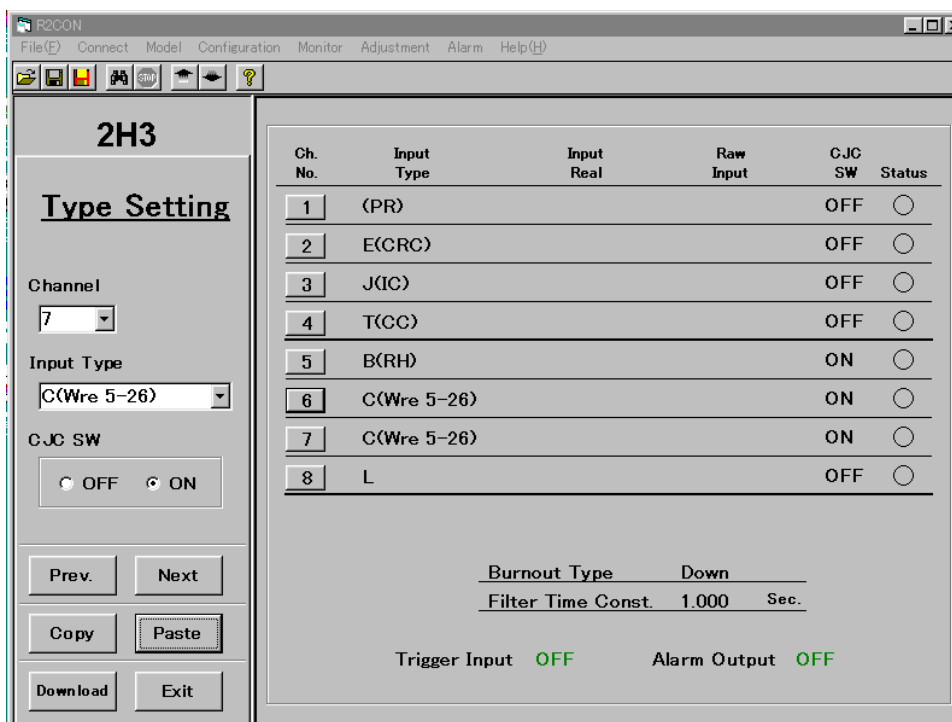 R2CON
File(F) Connect Model Configuration Monitor Adjustment Alarm Help(H)
STOP
2H3
Type Setting
Channel
7
Input Type
C(Wre 5-26)
CJC SW
OFF ON
Prev. Next
Copy Paste
Download Exit
Ch. No. Input Type Input Real Raw Input CJC SW Status
1 (PR) OFF
2 E(CRC) OFF
3 J(IC) OFF
4 T(CC) OFF
5 B(RH) ON
6 C(Wre 5-26) ON
7 C(Wre 5-26) ON
8 L OFF
Burnout Type Down
Filter Time Const. 1.000 Sec.
Trigger Input OFF Alarm Output OFF